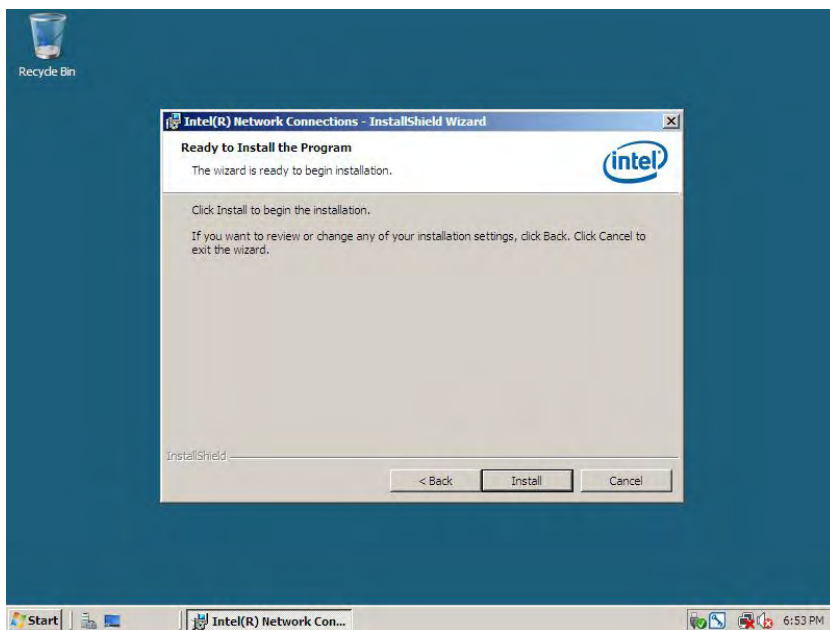 Recycle Bin
Intel(R) Network Connections - InstallShield Wizard
Ready to Install the Program
The wizard is ready to begin installation.
intel
Click Install to begin the installation.
If you want to review or change any of your installation settings, click Back. Click Cancel to
exit the wizard.
InstallShield
< Back
Install
Cancel
Start
Intel(R) Network Con...
6:53 PM